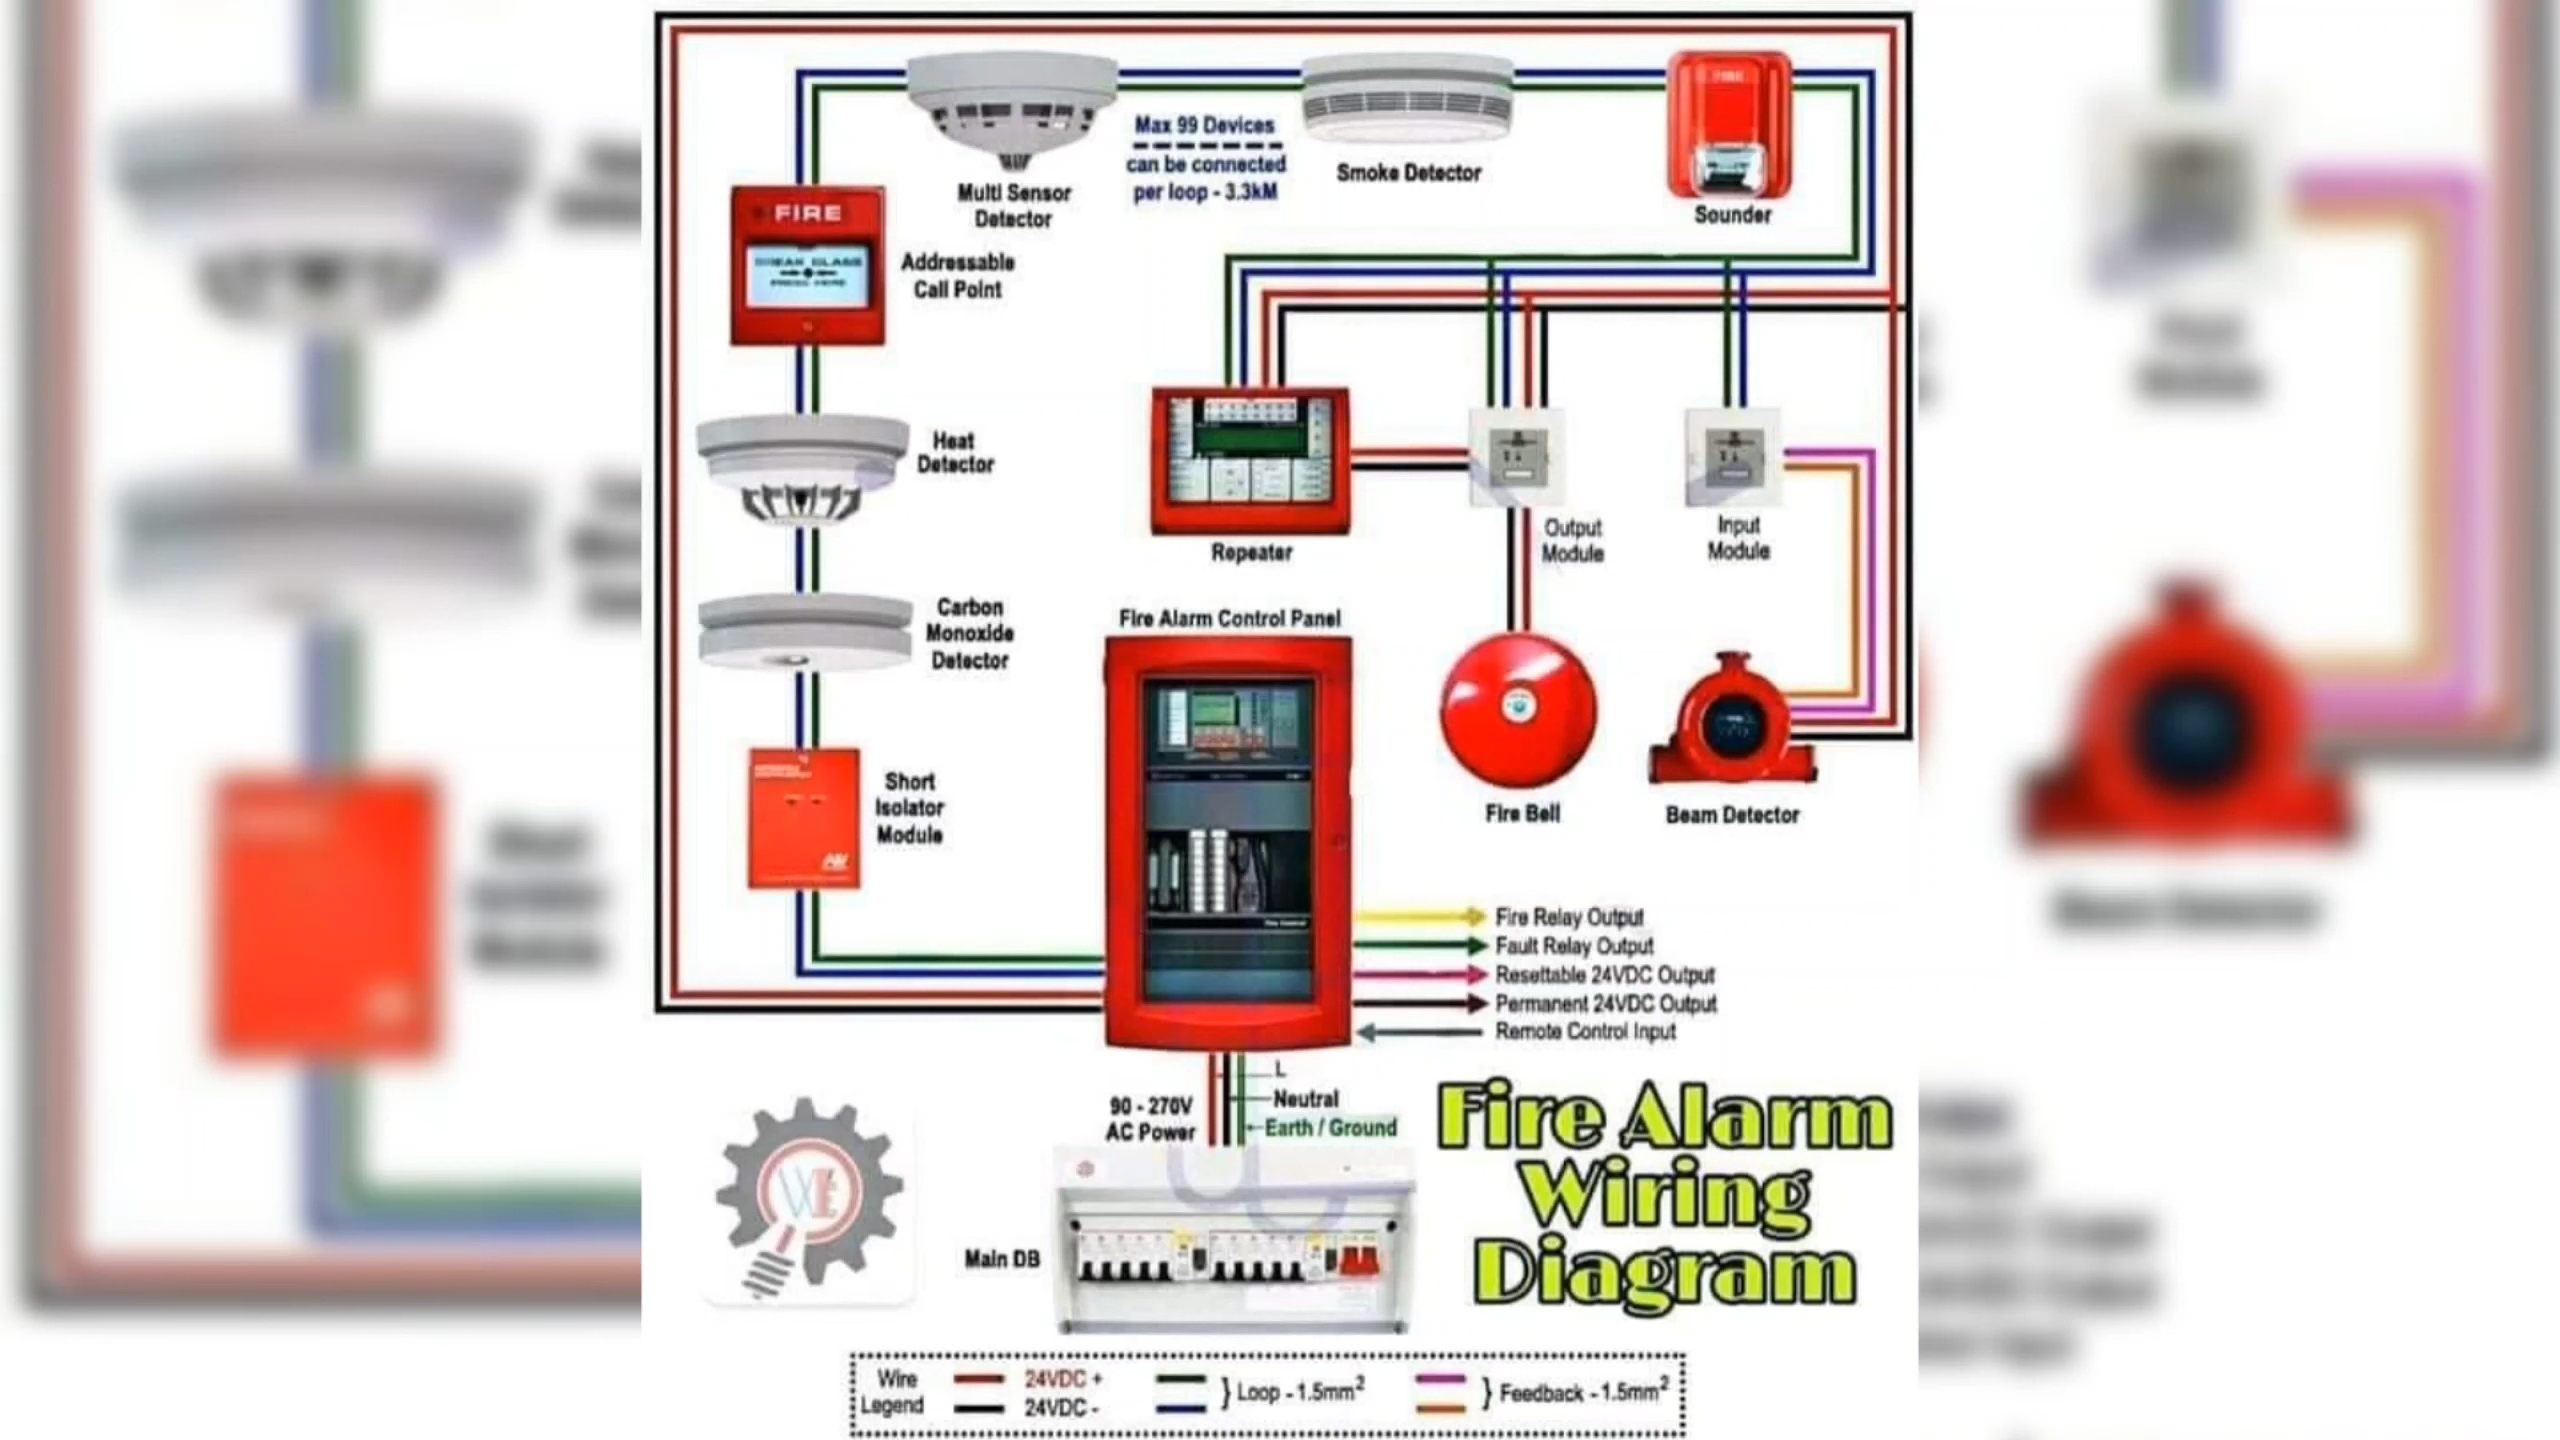 FIRE
Multi Sensor
Detector
Max 99 Devices
can be connected
per loop - 3.3kM
Smoke Detector
FIRE
Sounder
FIRE
Addressable
Call Point
Heat
Detector
Repeater
Output
Module
Input
Module
Carbon
Monoxide
Detector
Fire Alarm Control Panel
Short
Isolator
Module
Fire Bell
Beam Detector
Fire Relay Output
Fault Relay Output
Resettable 24VDC Output
Permanent 24VDC Output
Remote Control Input
L
90 - 270V
AC Power
Neutral
Earth / Ground
Fire Alarm
Wiring
Diagram
WE
Main DB
Wire
Legend
24VDC +
24VDC -
} Loop - 1.5mm²
} Feedback - 1.5mm²